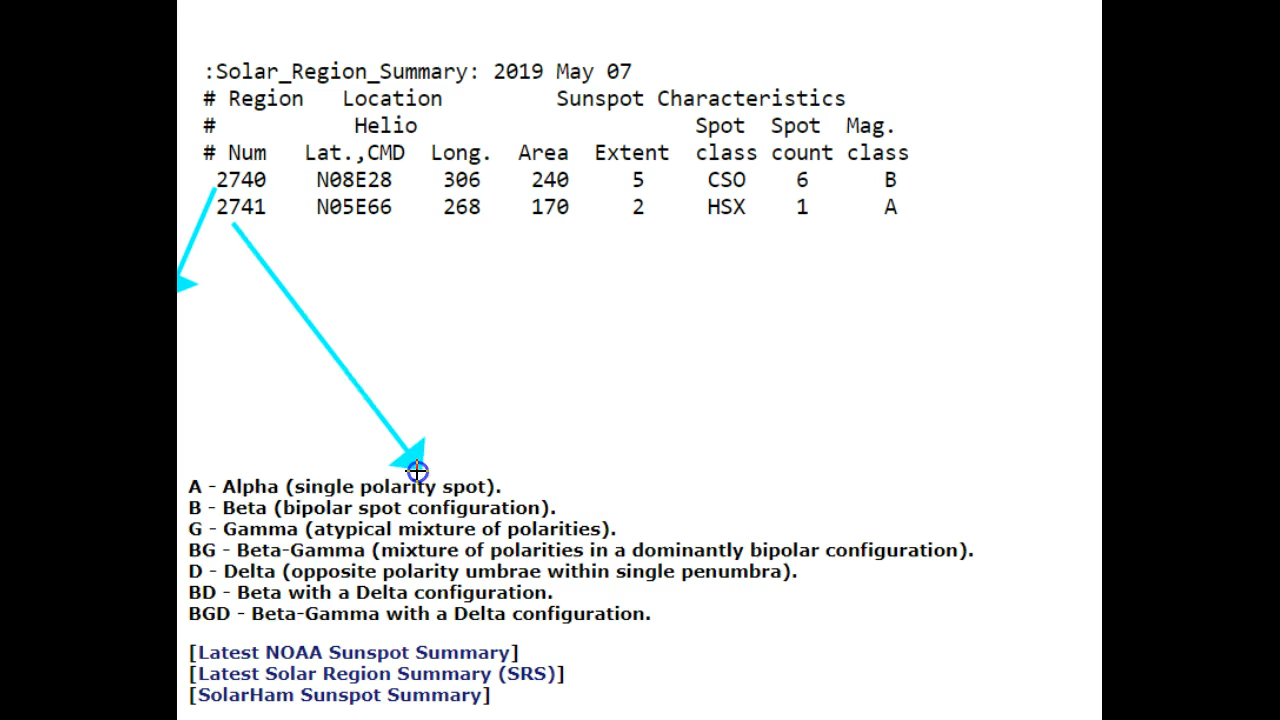 :Solar_Region_Summary: 2019 May 07
# Region Location Sunspot Characteristics
# Helio Spot Spot Mag.
# Num Lat.,CMD Long. Area Extent class count class
2740 N08E28 306 240 5 CSO 6 B
2741 N05E66 268 170 2 HSX 1 A
A - Alpha (single polarity spot).
B - Beta (bipolar spot configuration).
G - Gamma (atypical mixture of polarities).
BG - Beta-Gamma (mixture of polarities in a dominantly bipolar configuration).
D - Delta (opposite polarity umbrae within single penumbra).
BD - Beta with a Delta configuration.
BGD - Beta-Gamma with a Delta configuration.
[Latest NOAA Sunspot Summary]
[Latest Solar Region Summary (SRS)]
[SolarHam Sunspot Summary]